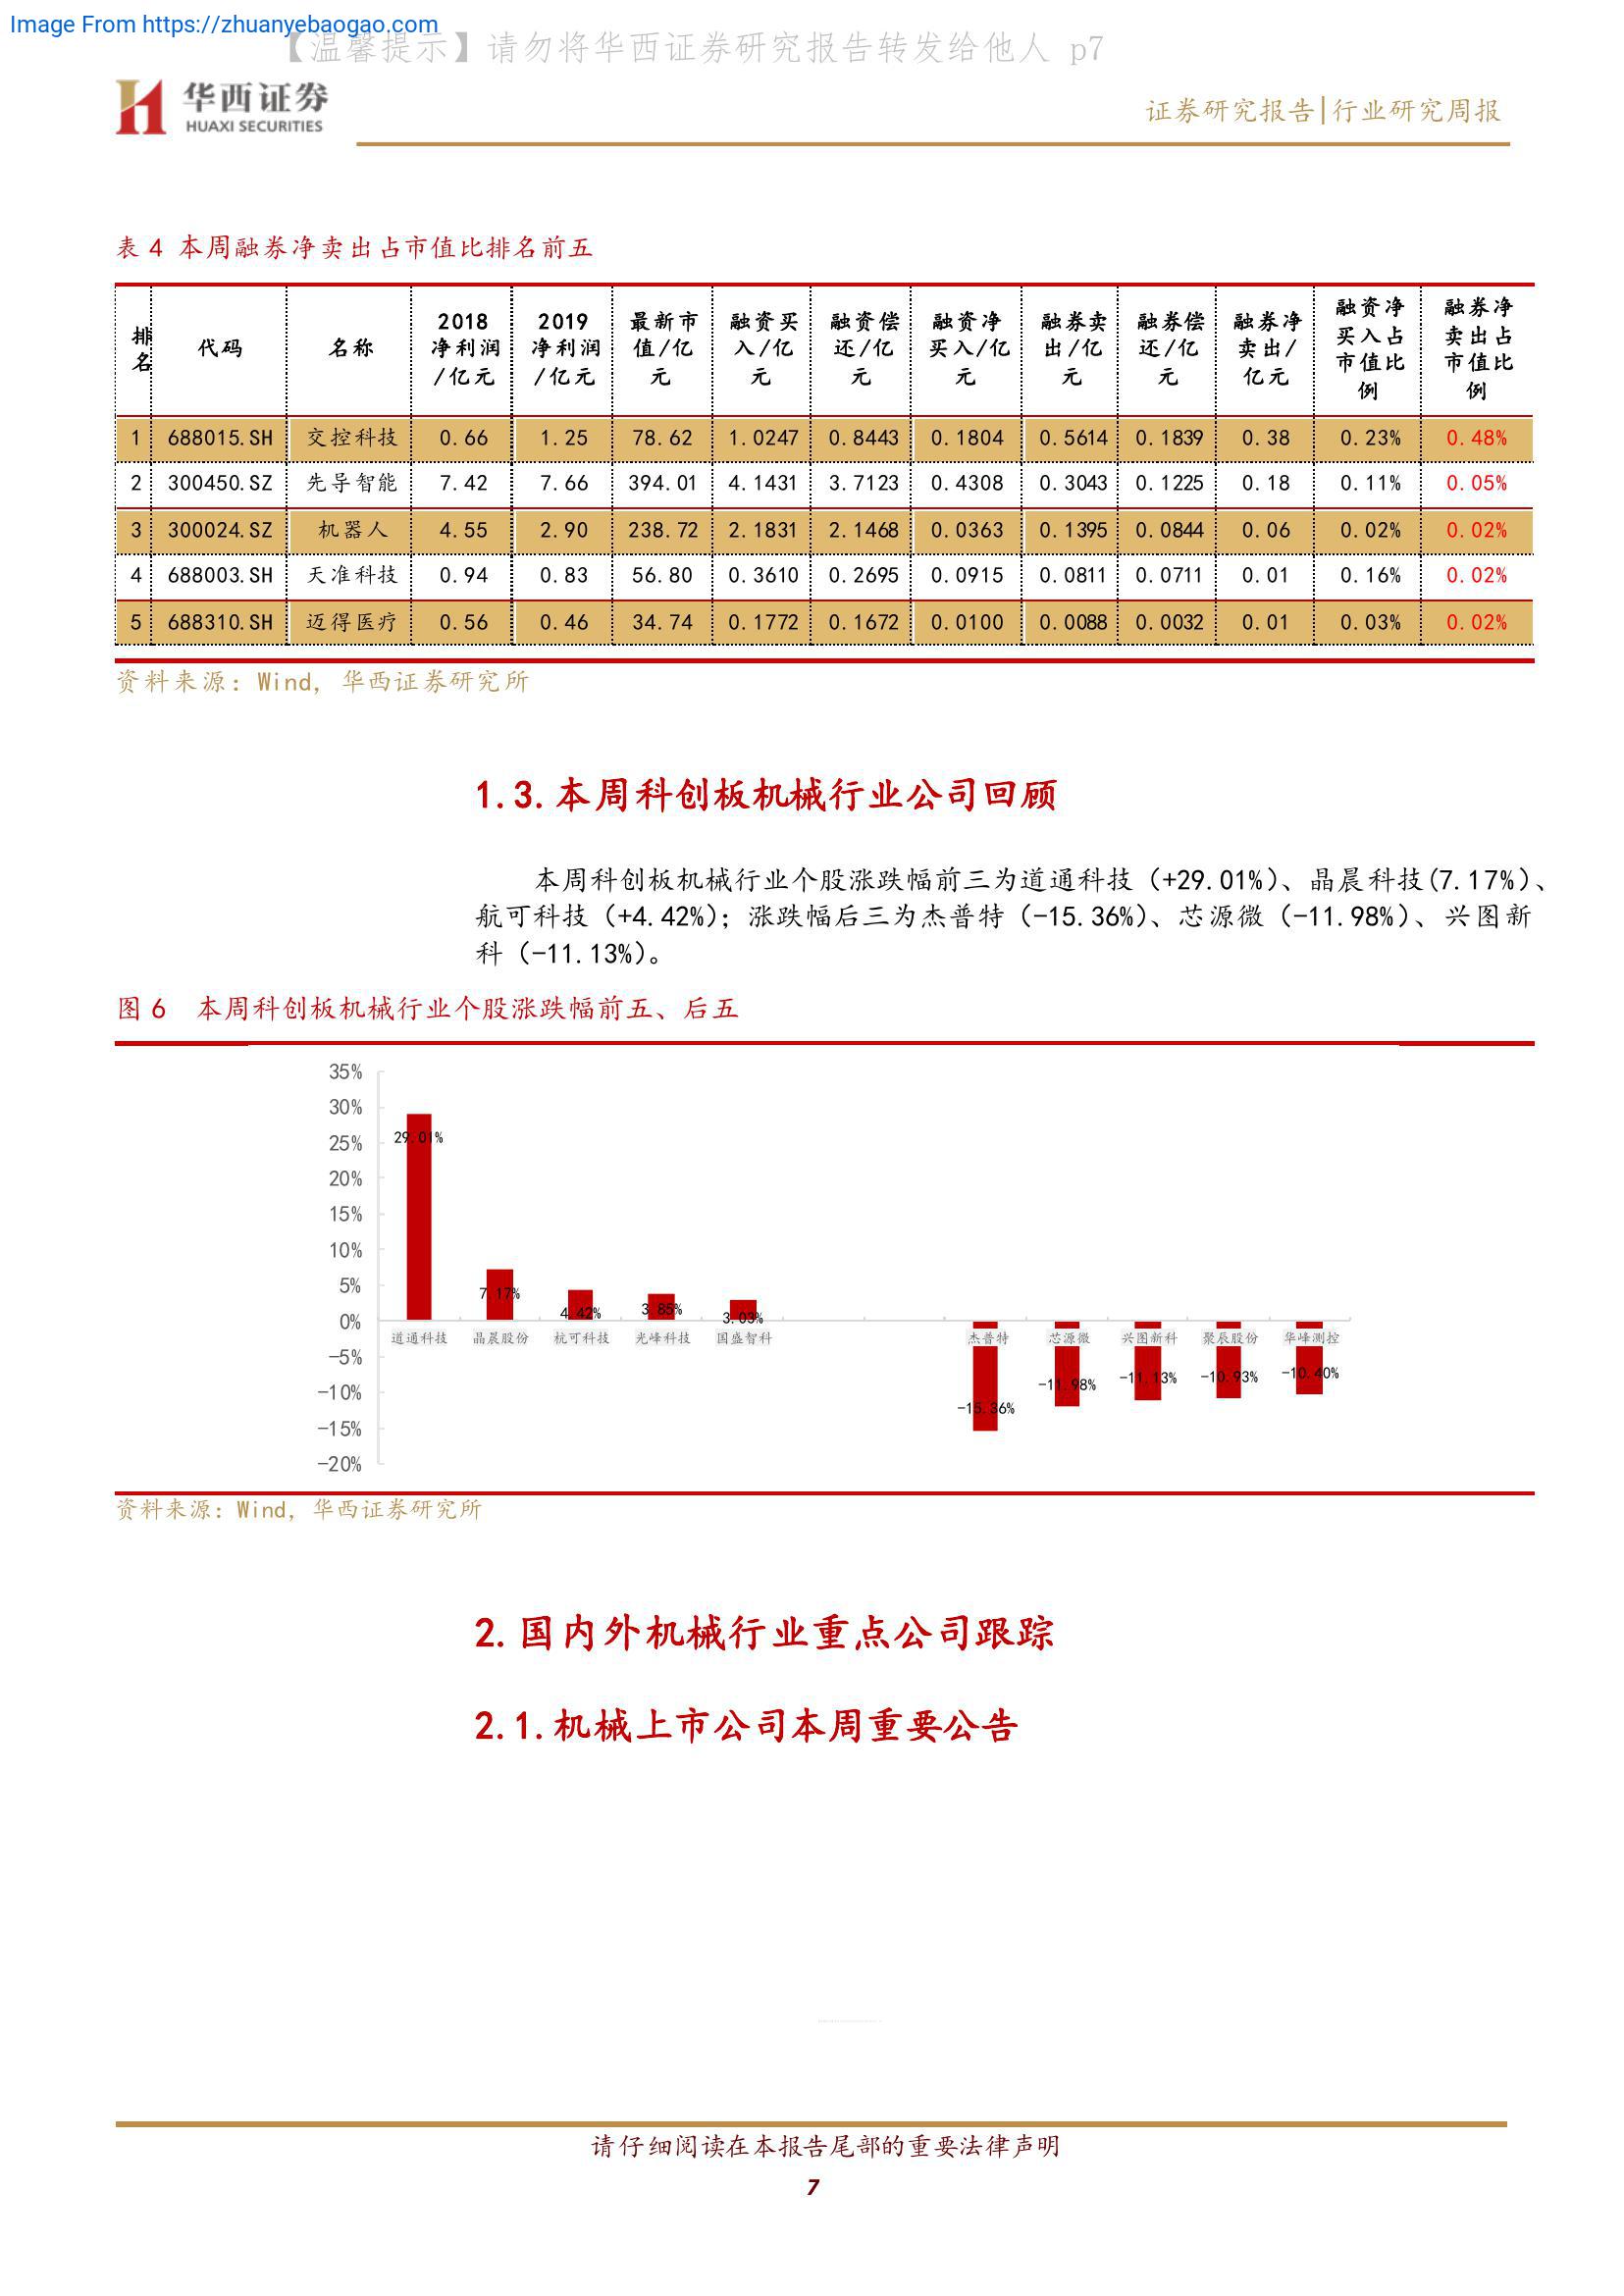 Image From https://zhuanyebaogao.com
【温馨提示】请勿将华西证券研究报告转发给他人 p7
华西证券
HUAXI SECURITIES
证券研究报告|行业研究周报
表 4 本周融券净卖出占市值比排名前五
排名 代码 名称 2018净利润/亿元 2019净利润/亿元 最新市值/亿元 融资买入/亿元 融资偿还/亿元 融资净买入/亿元 融券卖出/亿元 融券偿还/亿元 融券净卖出/亿元 融资净买入占市值比例 融券净卖出占市值比例
1 688015.SH 交控科技 0.66 1.25 78.62 1.0247 0.8443 0.1804 0.5614 0.1839 0.38 0.23% 0.48%
2 300450.SZ 先导智能 7.42 7.66 394.01 4.1431 3.7123 0.4308 0.3043 0.1225 0.18 0.11% 0.05%
3 300024.SZ 机器人 4.55 2.90 238.72 2.1831 2.1468 0.0363 0.1395 0.0844 0.06 0.02% 0.02%
4 688003.SH 天准科技 0.94 0.83 56.80 0.3610 0.2695 0.0915 0.0811 0.0711 0.01 0.16% 0.02%
5 688310.SH 迈得医疗 0.56 0.46 34.74 0.1772 0.1672 0.0100 0.0088 0.0032 0.01 0.03% 0.02%
资料来源：Wind，华西证券研究所
1.3.本周科创板机械行业公司回顾
本周科创板机械行业个股涨跌幅前三为道通科技（+29.01%）、晶晨科技(7.17%）、
航可科技（+4.42%）；涨跌幅后三为杰普特（-15.36%）、芯源微（-11.98%）、兴图新
科（-11.13%）。
图 6 本周科创板机械行业个股涨跌幅前五、后五
35%
30%
25%
20%
15%
10%
5%
0%
-5%
-10%
-15%
-20%
29.01% 7.17% 4.42% 3.85% 3.03%
道通科技 晶晨股份 杭可科技 光峰科技 国盛智科 杰普特 芯源微 兴图新科 聚辰股份 华峰测控
-15.36% -11.98% -11.13% -10.93% -10.40%
资料来源：Wind，华西证券研究所
2.国内外机械行业重点公司跟踪
2.1.机械上市公司本周重要公告
请仔细阅读在本报告尾部的重要法律声明
7